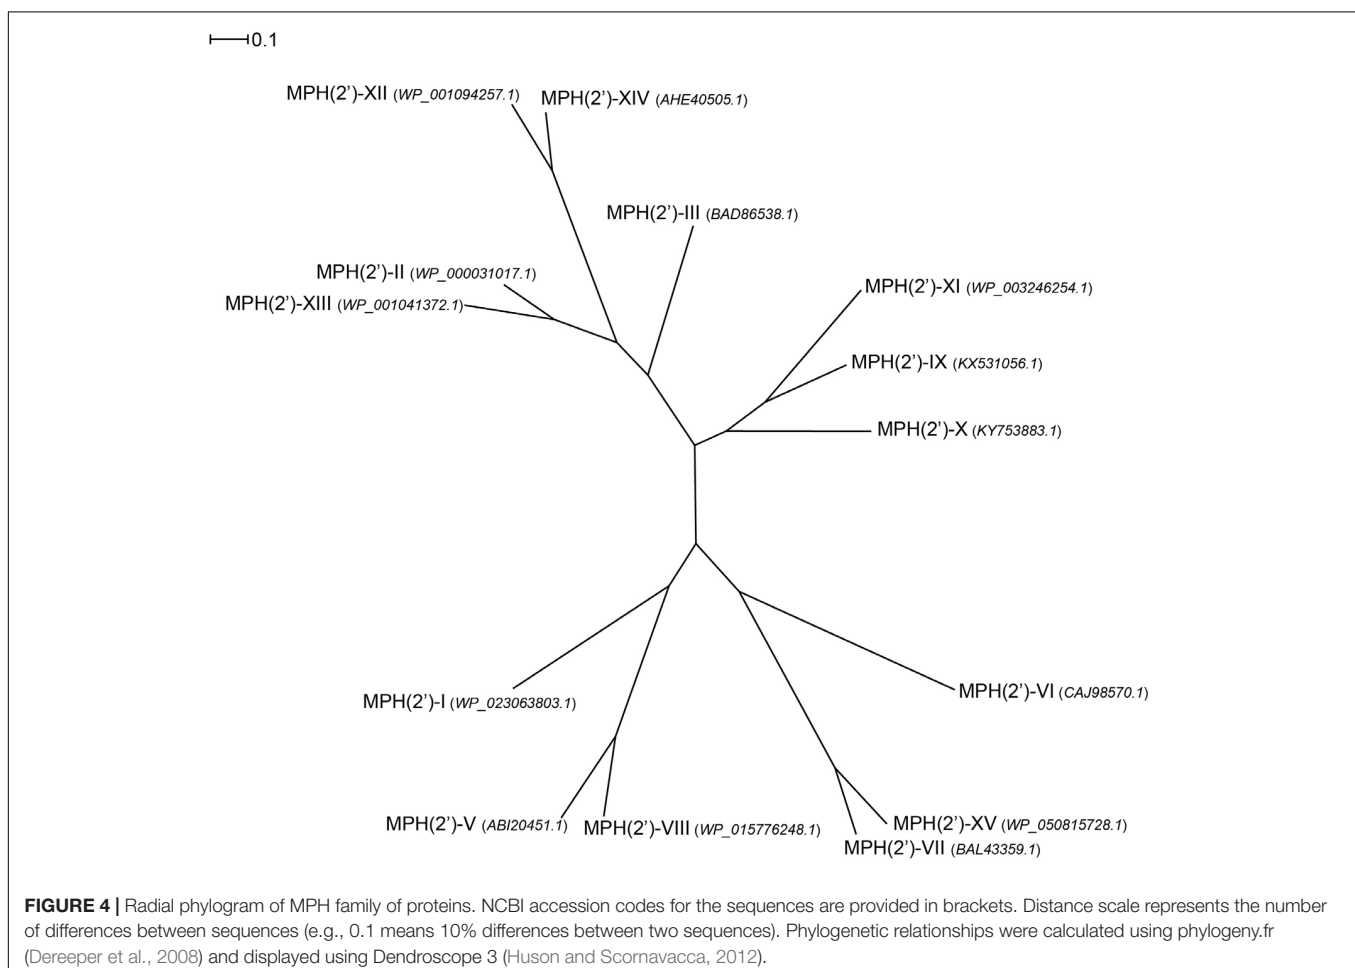 0.1
MPH(2')-XII (WP_001094257.1)
MPH(2')-XIV (AHE40505.1)
MPH(2')-III (BAD86538.1)
MPH(2')-II (WP_000031017.1)
MPH(2')-XIII (WP_001041372.1)
MPH(2')-XI (WP_003246254.1)
MPH(2')-IX (KX531056.1)
MPH(2')-X (KY753883.1)
MPH(2')-I (WP_023063803.1)
MPH(2')-VI (CAJ98570.1)
MPH(2')-V (ABI20451.1)
MPH(2')-VIII (WP_015776248.1)
MPH(2')-XV (WP_050815728.1)
MPH(2')-VII (BAL43359.1)
FIGURE 4 | Radial phylogram of MPH family of proteins. NCBI accession codes for the sequences are provided in brackets. Distance scale represents the number
of differences between sequences (e.g., 0.1 means 10% differences between two sequences). Phylogenetic relationships were calculated using phylogeny.fr
(Dereeper et al., 2008) and displayed using Dendroscope 3 (Huson and Scornavacca, 2012).